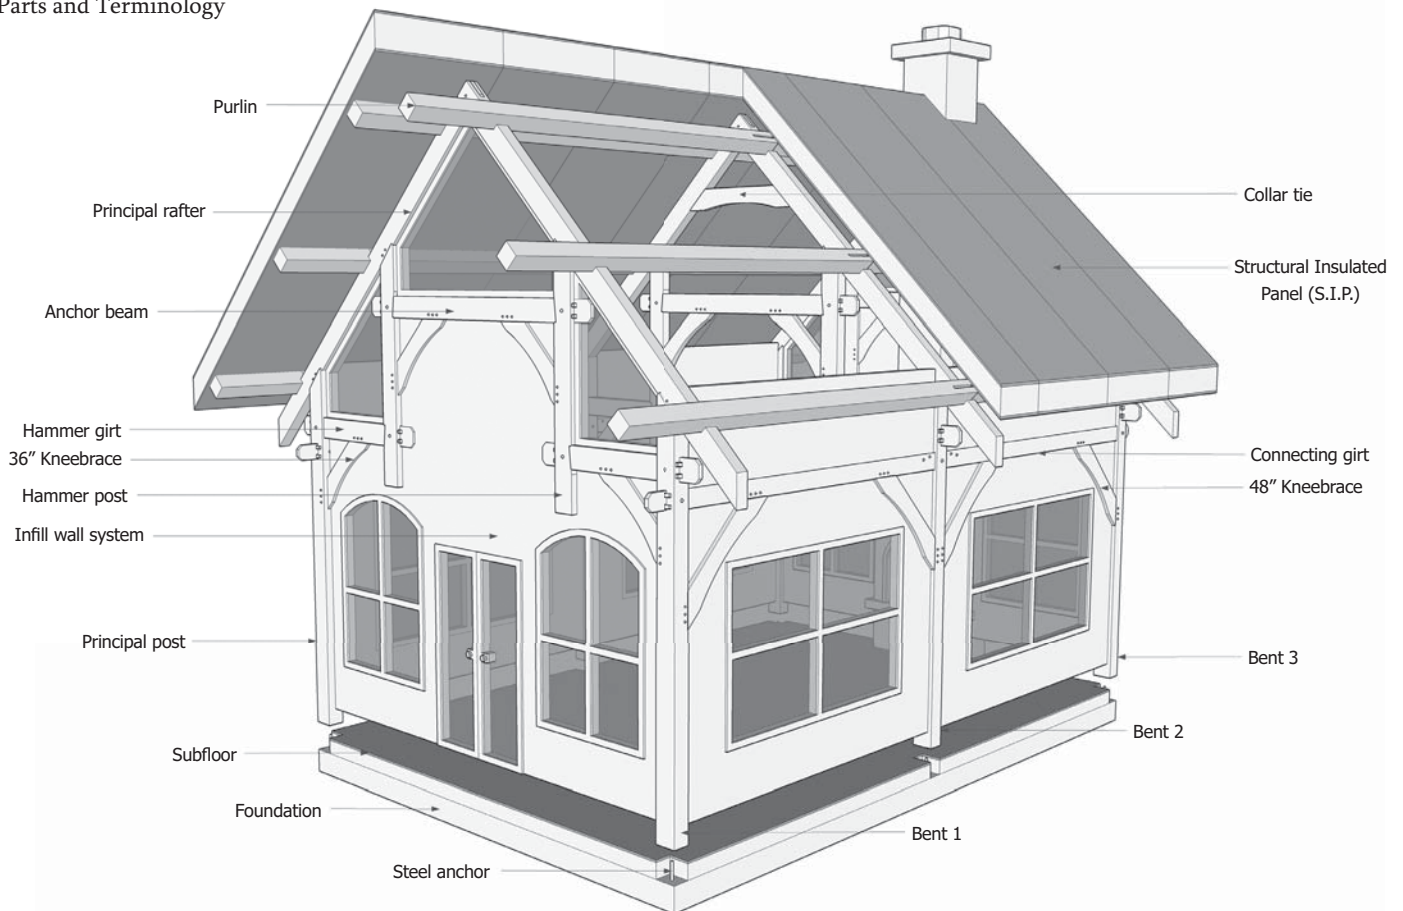 Parts and Terminology
Purlin
Principal rafter
Anchor beam
Hammer girt
36″ Kneebrace
Hammer post
Infill wall system
Principal post
Subfloor
Foundation
Steel anchor
Collar tie
Structural Insulated
Panel (S.I.P.)
Connecting girt
48″ Kneebrace
Bent 3
Bent 2
Bent 1